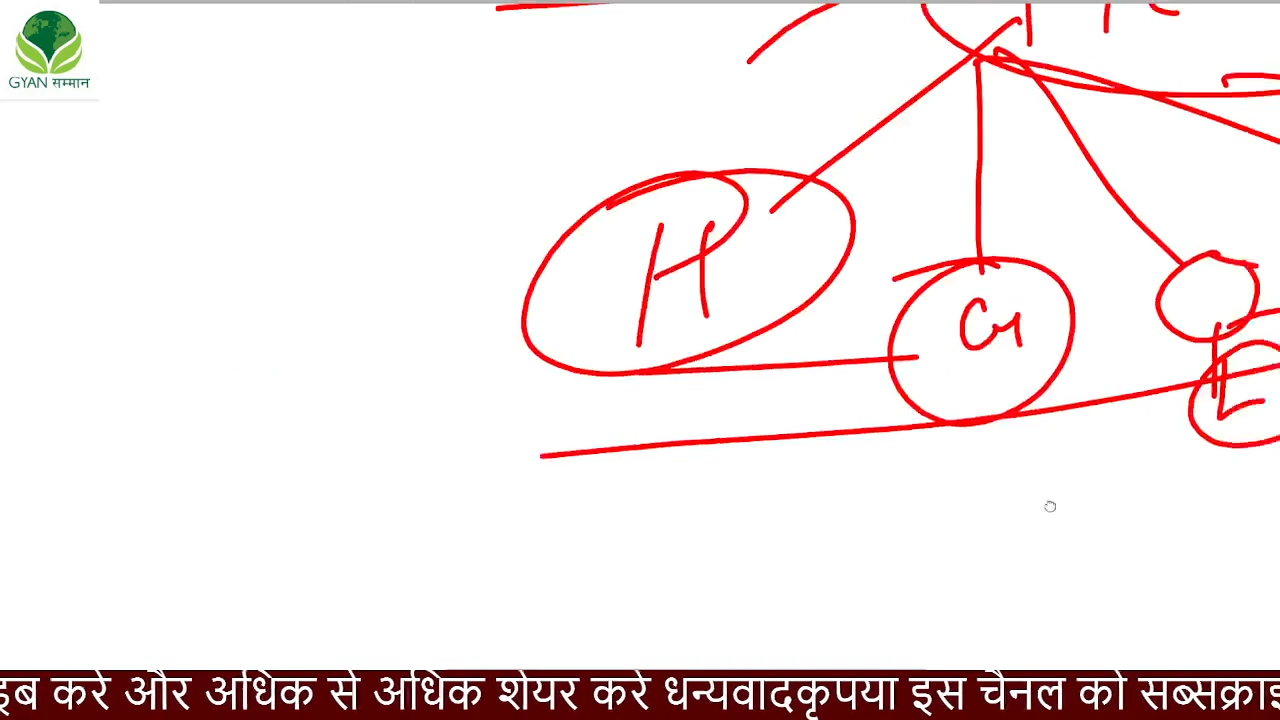 GYAN सम्मान
H
L
इब करे और अधिक से अधिक शेयर करे धन्यवादकृपया इस चैनल को सब्सक्राइ